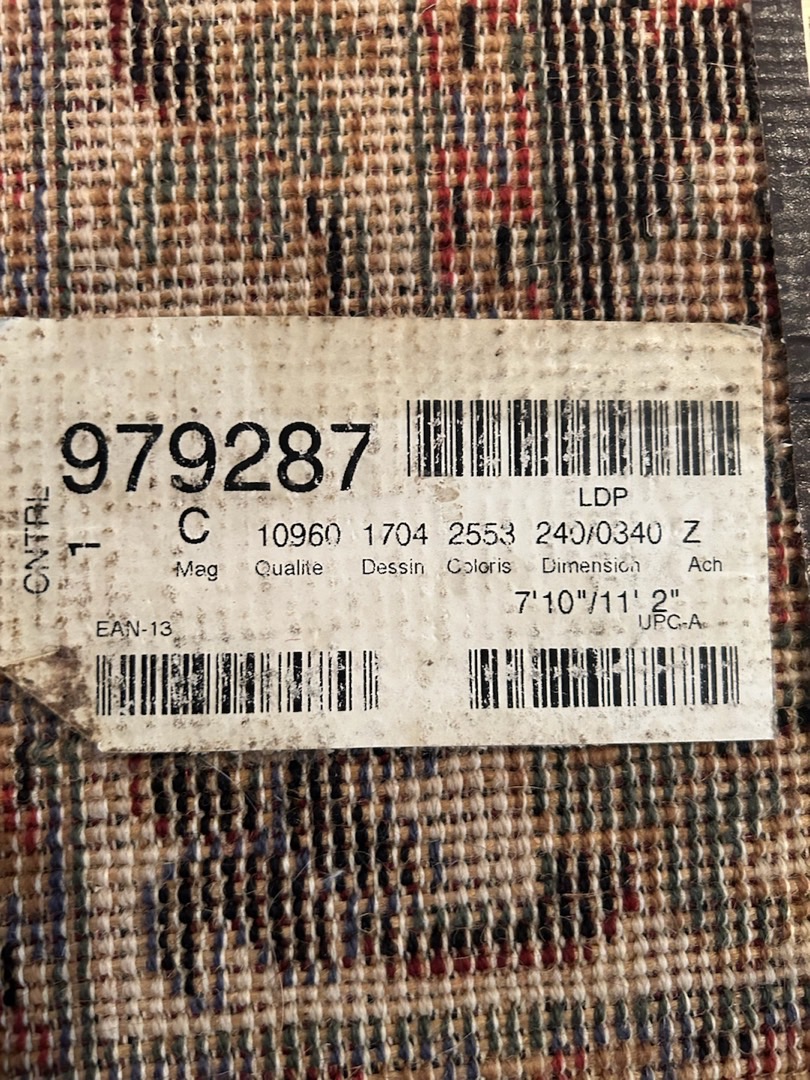 979287
LDP
CNTRL
1
C 10960 1704 2553 240/0340 Z
Mag Qualite Dessin Coloris Dimension Ach
7'10"/11' 2"
EAN-13 UPC-A